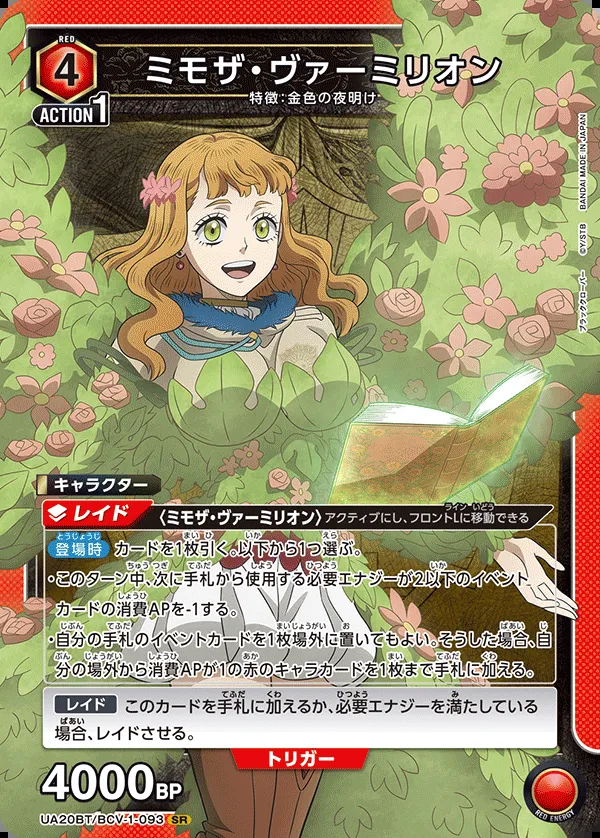 RED
4
ミモザ・ヴァーミリオン
特徴:金色の夜明け
ACTION1
BANDAI MADE IN JAPAN
©Y/STB
ブラッククローバー
キャラクター
レイド 〈ミモザ・ヴァーミリオン〉アクティブにし、フロントLに移動できる
登場時 カードを1枚引く。以下から1つ選ぶ。
・このターン中、次に手札から使用する必要エナジーが2以下のイベント
カードの消費APを-1する。
・自分の手札のイベントカードを1枚場外に置いてもよい。そうした場合、自
分の場外から消費APが1の赤のキャラカードを1枚まで手札に加える。
レイド このカードを手札に加えるか、必要エナジーを満たしている
場合、レイドさせる。
トリガー
4000BP
RED ENERGY
UA20BT/BCV-1-093 SR